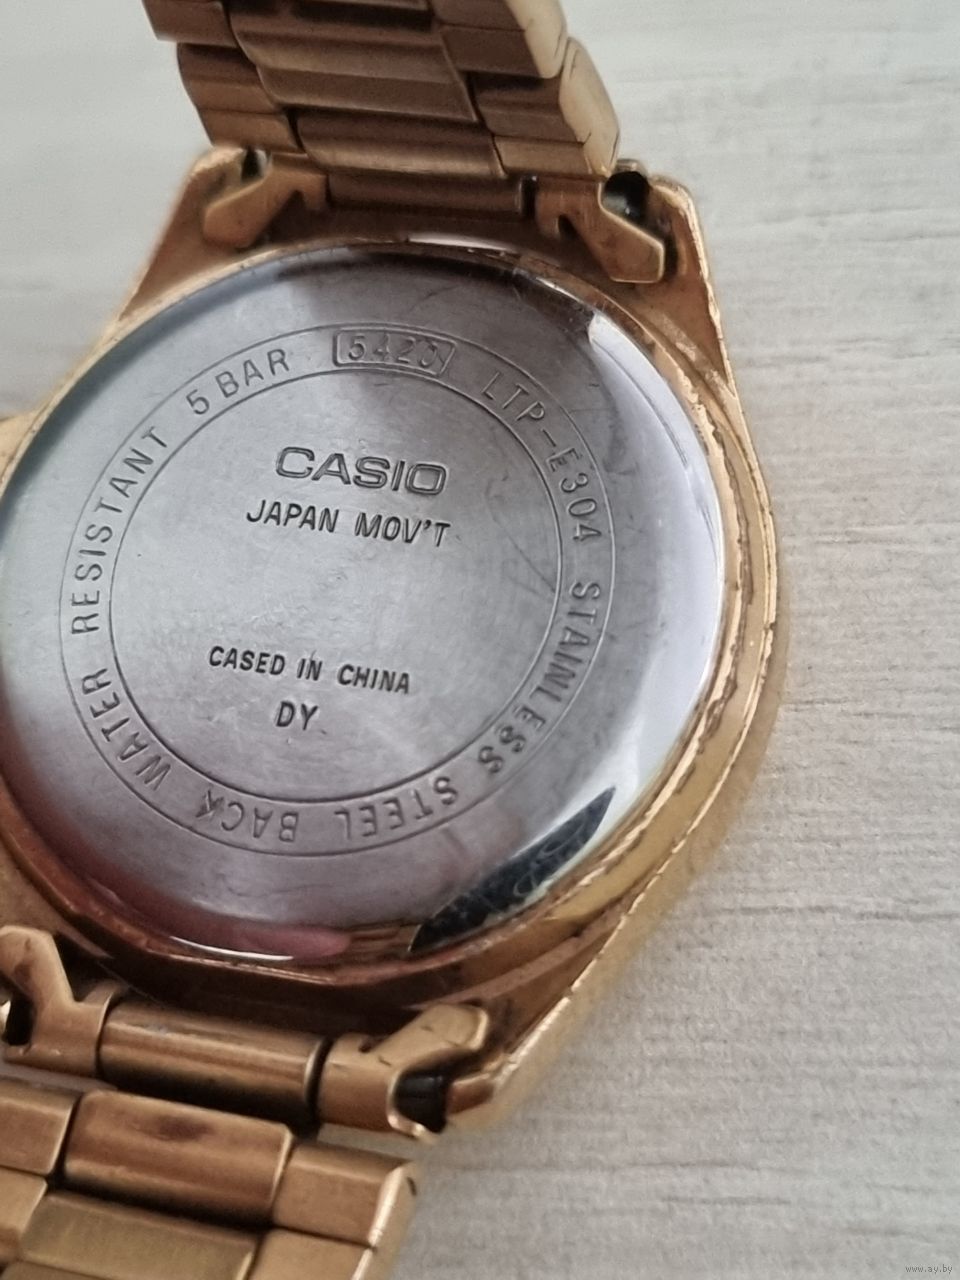 5420 LTP-E304 STAINLESS STEEL BACK WATER RESISTANT 5 BAR
CASIO
JAPAN MOV'T
CASED IN CHINA
DY
www.ay.by